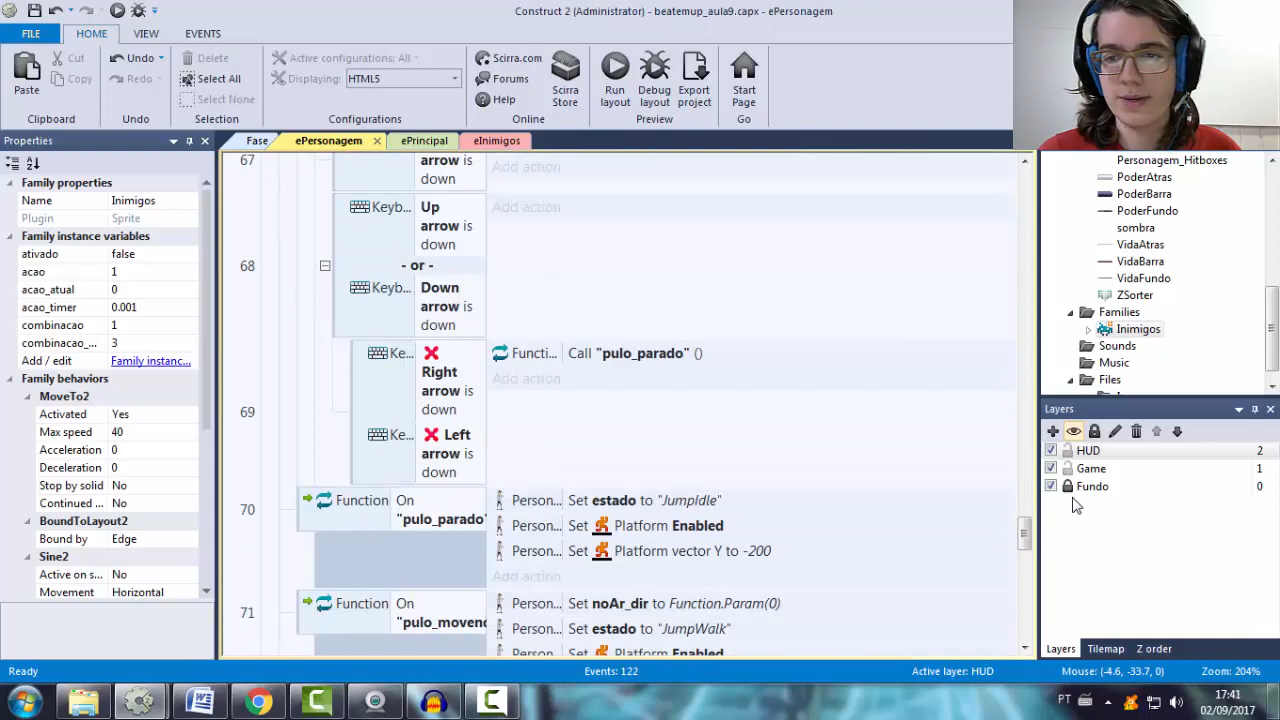 Construct 2 (Administrator) - beatemup_aula9.capx - ePersonagem
FILE HOME VIEW EVENTS
Paste
Cut
Copy
Clipboard
Undo
Redo
Undo
Delete
Select All
Select None
Selection
Active configurations: All
Displaying: HTML5
Configurations
Scirra.com
Forums
Help
Scirra Store
Online
Run layout
Debug layout
Export project
Preview
Start Page
Go
Properties
Family properties
Name Inimigos
Plugin Sprite
Family instance variables
ativado false
acao 1
acao_atual 0
acao_timer 0.001
combinacao 1
combinacao_... 3
Add / edit Family instanc...
Family behaviors
MoveTo2
Activated Yes
Max speed 40
Acceleration 0
Deceleration 0
Stop by solid No
Continued ... No
BoundToLayout2
Bound by Edge
Sine2
Active on s... No
Movement Horizontal
Fase ePersonagem ePrincipal eInimigos
67
arrow is
down
Add action
68
Keyb... Up
arrow is
down
Add action
- or -
Keyb... Down
arrow is
down
69
Ke... Right
arrow is
down
Functi... Call "pulo_parado" ()
Add action
Ke... Left
arrow is
down
70
Function On
"pulo_parado"
Person... Set estado to "JumpIdle"
Person... Set Platform Enabled
Person... Set Platform vector Y to -200
Add action
71
Function On
Person... Set noAr_dir to Function.Param(0)
Person... Set estado to "JumpWalk"
Person... Set Platform Enabled
Personagem_Hitboxes
PoderAtras
PoderBarra
PoderFundo
sombra
VidaAtras
VidaBarra
VidaFundo
ZSorter
Families
Inimigos
Sounds
Music
Files
Layers
HUD 2
Game 1
Fundo 0
Layers Tilemap Z order
Ready
Events: 122
Active layer: HUD
Mouse: (-4.6, -33.7, 0)
Zoom: 204%
PT
17:41
02/09/2017